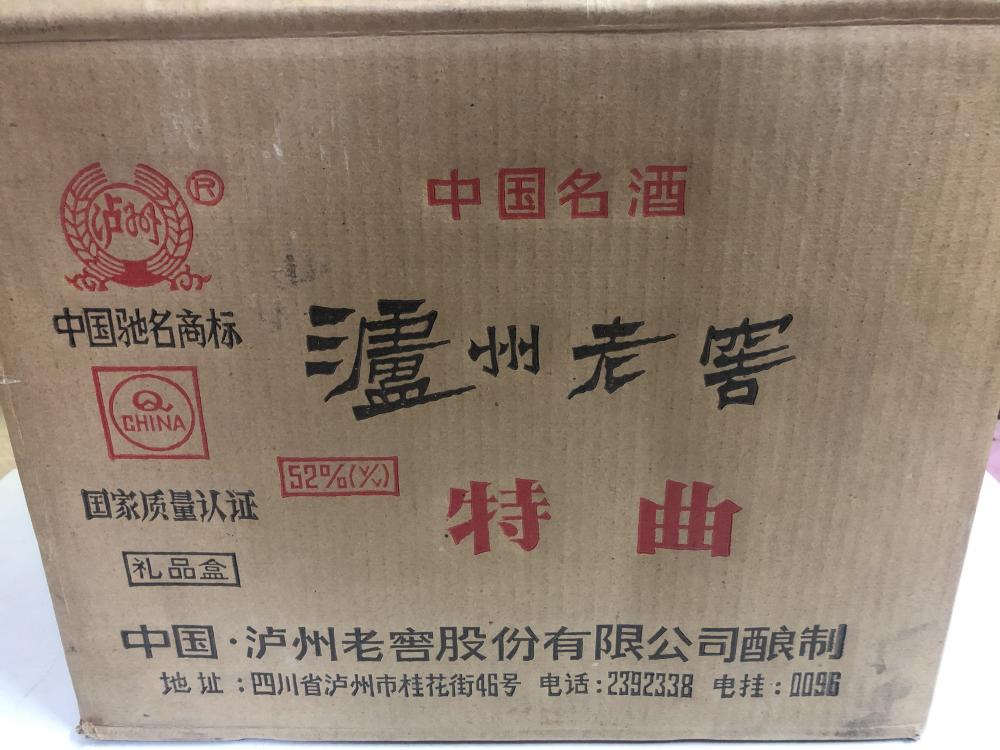 泸州
®
中国名酒
中国驰名商标
瀘州老窖
Q
CHINA
52%(V/V)
国家质量认证
特曲
礼品盒
中国·泸州老窖股份有限公司酿制
地址:四川省泸州市桂花街46号 电话:2392338 电挂:0096